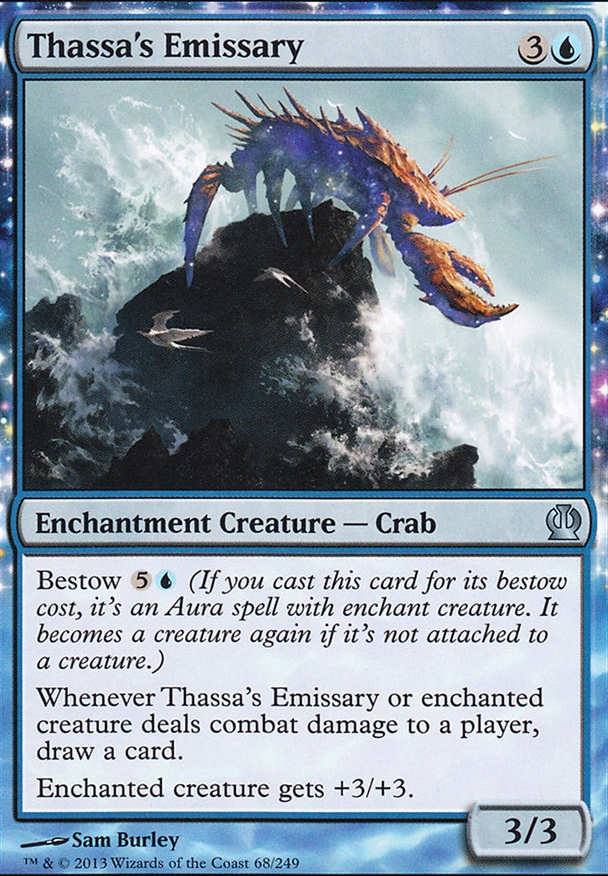 Thassa's Emissary 3
Enchantment Creature — Crab
Bestow 5 (If you cast this card for its bestow
cost, it's an Aura spell with enchant creature. It
becomes a creature again if it's not attached to
a creature.)
Whenever Thassa's Emissary or enchanted
creature deals combat damage to a player,
draw a card.
Enchanted creature gets +3/+3.
3/3
Sam Burley
™ & © 2013 Wizards of the Coast 68/249